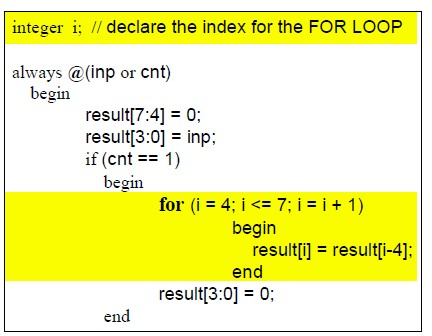 integer i; // declare the index for the FOR LOOP
always @(inp or cnt)
begin
result[7:4] = 0;
result[3:0] = inp;
if (cnt == 1)
begin
for (i = 4; i <= 7; i = i + 1)
begin
result[i] = result[i-4];
end
result[3:0] = 0;
end